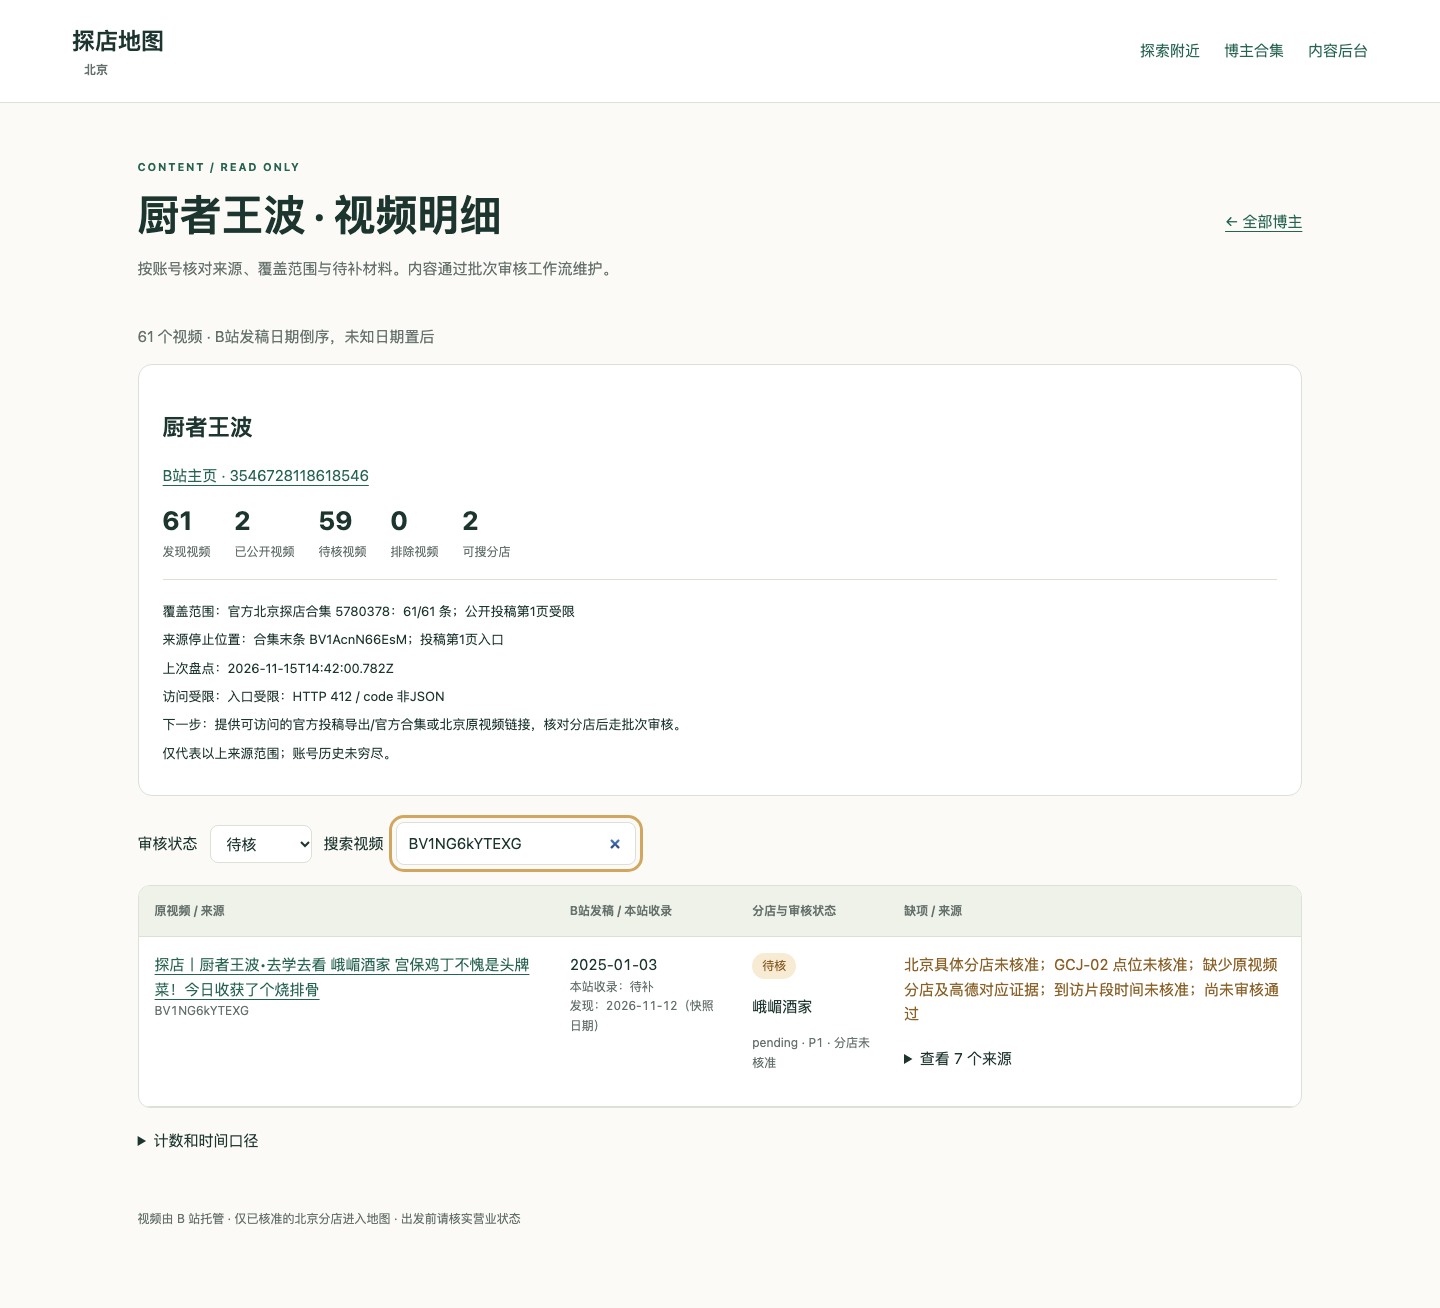 探店地图
北京
探索附近 博主合集 内容后台
CONTENT / READ ONLY
厨者王波 · 视频明细
← 全部博主
按账号核对来源、覆盖范围与待补材料。内容通过批次审核工作流维护。
61 个视频 · B站发稿日期倒序，未知日期置后
厨者王波
B站主页 · 3546728118618546
61 2 59 0 2
发现视频 已公开视频 待核视频 排除视频 可搜分店
覆盖范围：官方北京探店合集 5780378：61/61 条；公开投稿第1页受限
来源停止位置：合集末条 BV1AcnN66EsM；投稿第1页入口
上次盘点：2026-11-15T14:42:00.782Z
访问受限：入口受限：HTTP 412 / code 非JSON
下一步：提供可访问的官方投稿导出/官方合集或北京原视频链接，核对分店后走批次审核。
仅代表以上来源范围；账号历史未穷尽。
审核状态 待核 搜索视频 BV1NG6kYTEXG ×
原视频 / 来源 B站发稿 / 本站收录 分店与审核状态 缺项 / 来源
探店丨厨者王波•去学去看 峨嵋酒家 宫保鸡丁不愧是头牌
菜！今日收获了个烧排骨
BV1NG6kYTEXG
2025-01-03
本站收录：待补
发现：2026-11-12（快照
日期）
待核
峨嵋酒家
pending · P1 · 分店未
核准
北京具体分店未核准；GCJ-02 点位未核准；缺少原视频
分店及高德对应证据；到访片段时间未核准；尚未审核通
过
▶ 查看 7 个来源
▶ 计数和时间口径
视频由 B 站托管 · 仅已核准的北京分店进入地图 · 出发前请核实营业状态